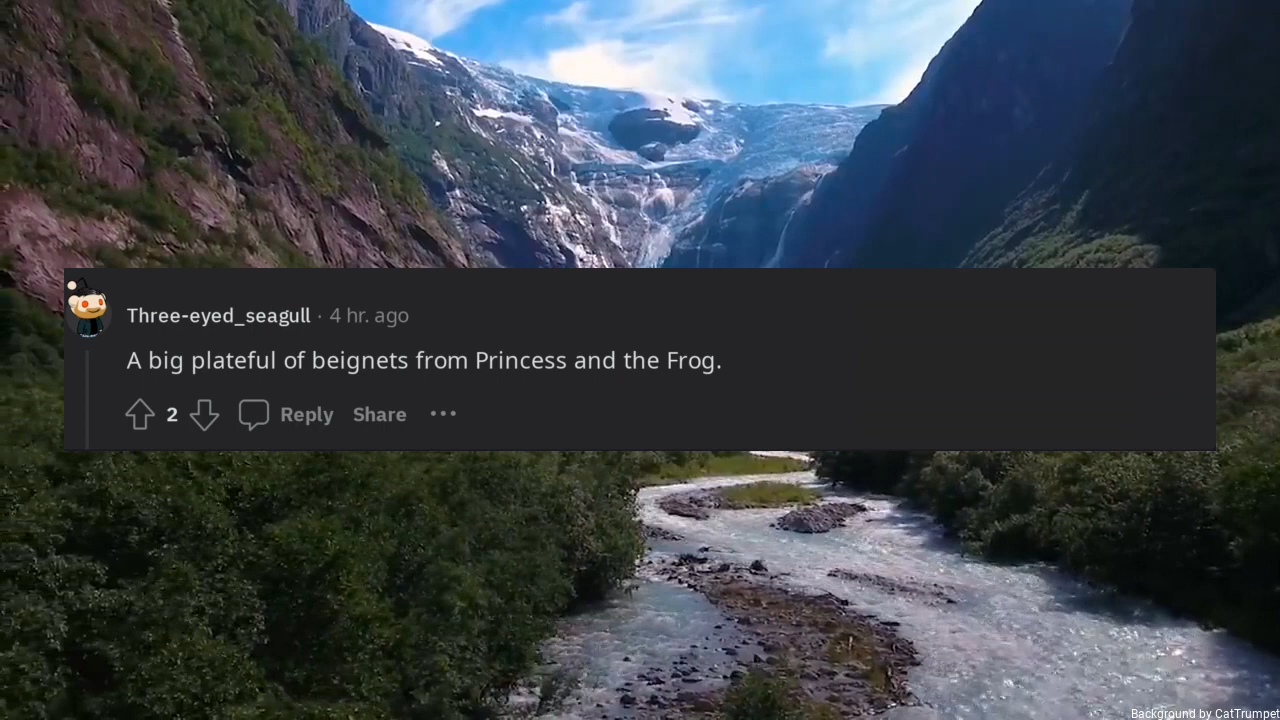 Three-eyed_seagull · 4 hr. ago
A big plateful of beignets from Princess and the Frog.
2 Reply Share ···
Background by CatTrumpet